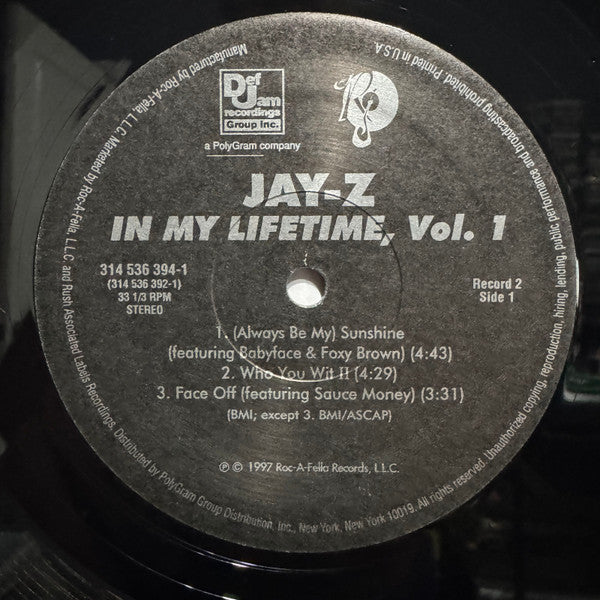 Def
Jam
recordings
Group Inc.
a PolyGram company
R
JAY-Z
IN MY LIFETIME, Vol. 1
314 536 394-1
(314 536 392-1)
33 1/3 RPM
STEREO
Record 2
Side 1
1. (Always Be My) Sunshine
(featuring Babyface & Foxy Brown) (4:43)
2. Who You Wit II (4:29)
3. Face Off (featuring Sauce Money) (3:31)
(BMI; except 3. BMI/ASCAP)
℗ © 1997 Roc-A-Fella Records, L.L.C.
Manufactured by Roc-A-Fella, L.L.C. Marketed by Roc-A-Fella, L.L.C. and Rush Associated Labels Recordings. Distributed by PolyGram Group Distribution, Inc., New York, New York 10019. All rights reserved. Unauthorized copying, reproduction, hiring, lending, public performance and broadcasting prohibited. Printed in U.S.A.